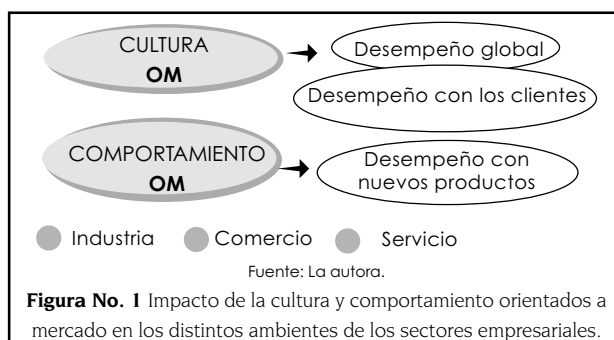 CULTURA
OM
Desempeño global
Desempeño con los clientes
COMPORTAMIENTO
OM
Desempeño con
nuevos productos
Industria Comercio Servicio
Fuente: La autora.
Figura No. 1 Impacto de la cultura y comportamiento orientados a
mercado en los distintos ambientes de los sectores empresariales.